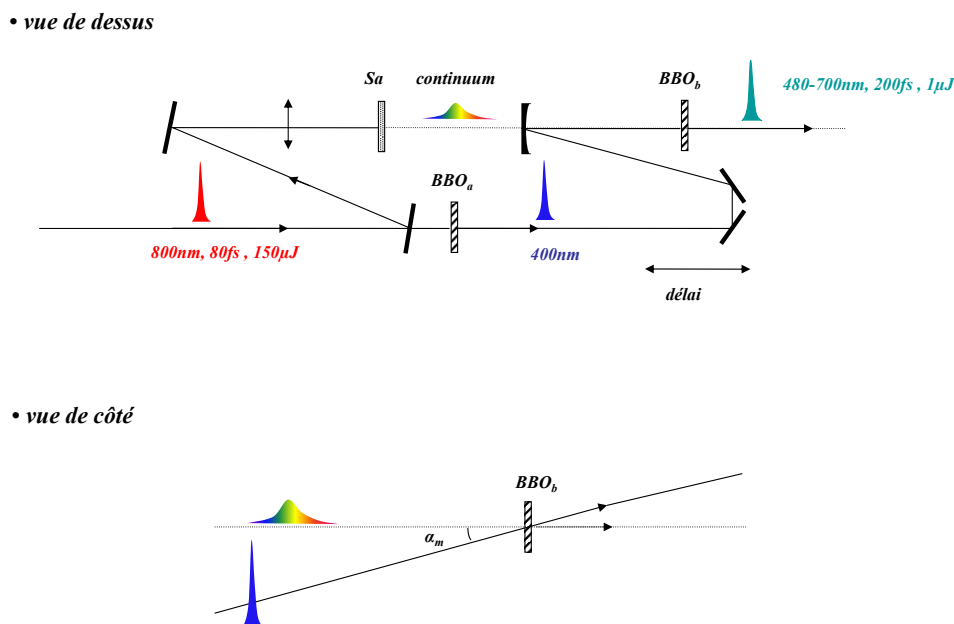 • vue de dessus
Sa continuum BBOb 480-700nm, 200fs , 1µJ
BBOa
800nm, 80fs , 150µJ 400nm
délai
• vue de côté
BBOb
αm